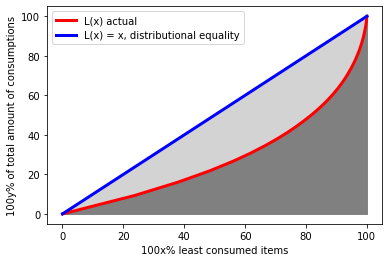 L(x) actual
L(x) = x, distributional equality
100
80
60
40
20
0
100y% of total amount of consumptions
0 20 40 60 80 100
100x% least consumed items